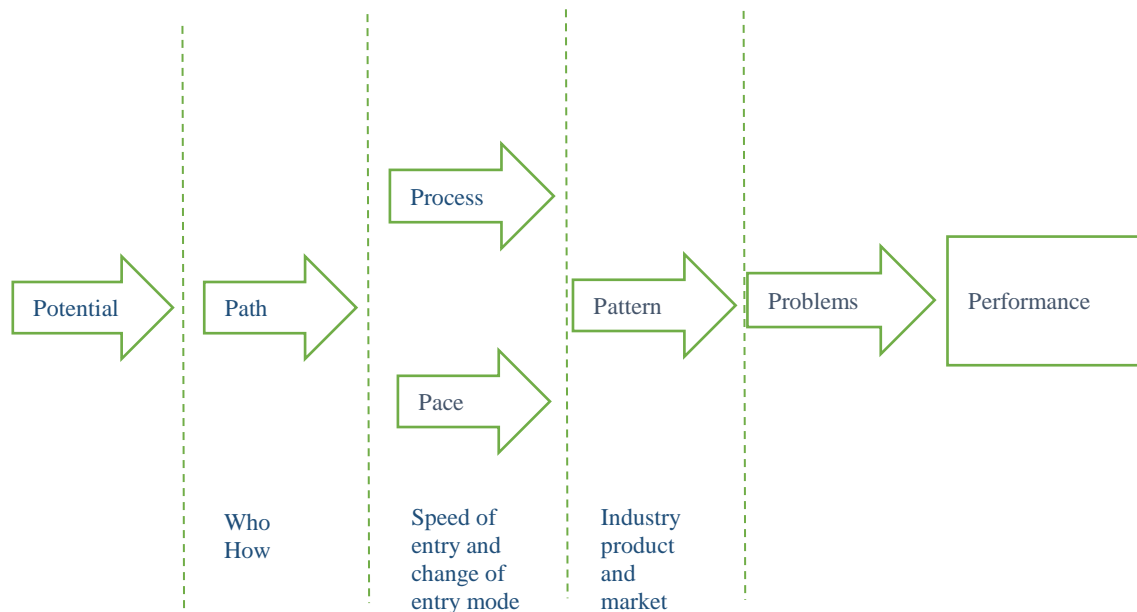 Potential
Path
Process
Pace
Pattern
Problems
Performance
Who
How
Speed of
entry and
change of
entry mode
Industry
product
and
market